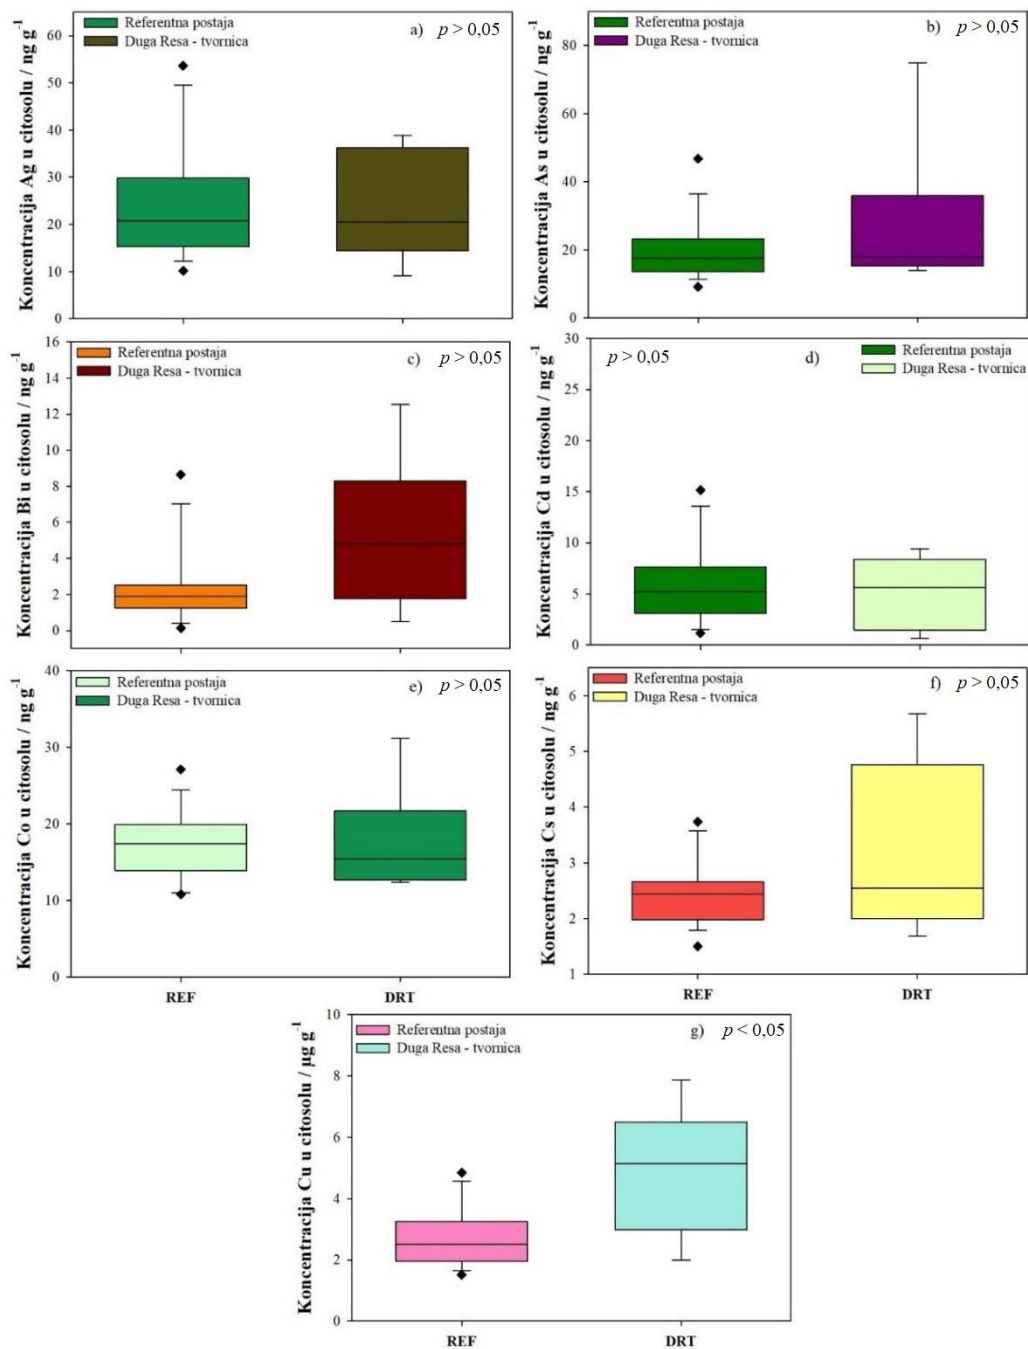 Koncentracija Ag u citosolu / ng g⁻¹
Referentna postaja
Duga Resa - tvornica
a) p > 0,05
60
50
40
30
20
10
0
Koncentracija As u citosolu / ng g⁻¹
Referentna postaja
Duga Resa - tvornica
b) p > 0,05
80
60
40
20
0
Koncentracija Bi u citosolu / ng g⁻¹
Referentna postaja
Duga Resa - tvornica
c) p > 0,05
16
14
12
10
8
6
4
2
0
Koncentracija Cd u citosolu / ng g⁻¹
p > 0,05
d)
Referentna postaja
Duga Resa - tvornica
30
25
20
15
10
5
0
Koncentracija Co u citosolu / ng g⁻¹
Referentna postaja
Duga Resa - tvornica
e) p > 0,05
40
30
20
10
0
REF DRT
Koncentracija Cs u citosolu / ng g⁻¹
Referentna postaja
Duga Resa - tvornica
f) p > 0,05
6
5
4
3
2
1
REF DRT
Koncentracija Cu u citosolu / µg g⁻¹
Referentna postaja
Duga Resa - tvornica
g) p < 0,05
10
8
6
4
2
0
REF DRT